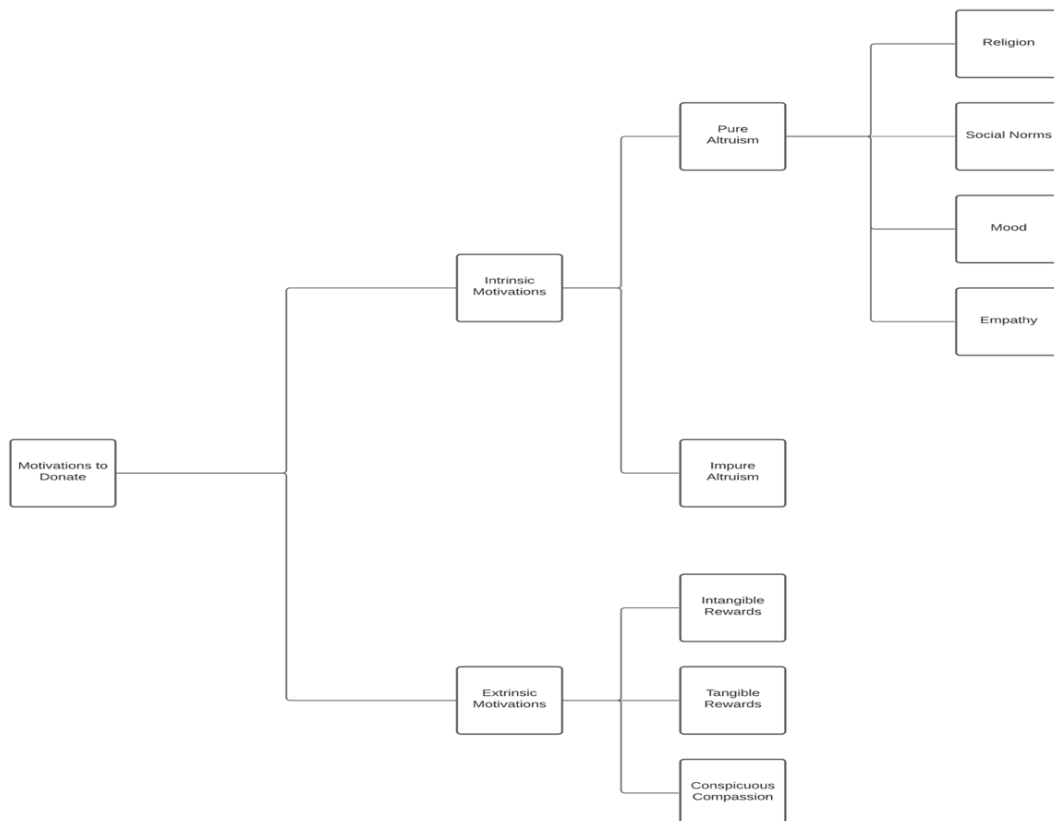 Religion
Pure
Altruism
Social Norms
Mood
Intrinsic
Motivations
Empathy
Motivations to
Donate
Impure
Altruism
Intangible
Rewards
Extrinsic
Motivations
Tangible
Rewards
Conspicuous
Compassion